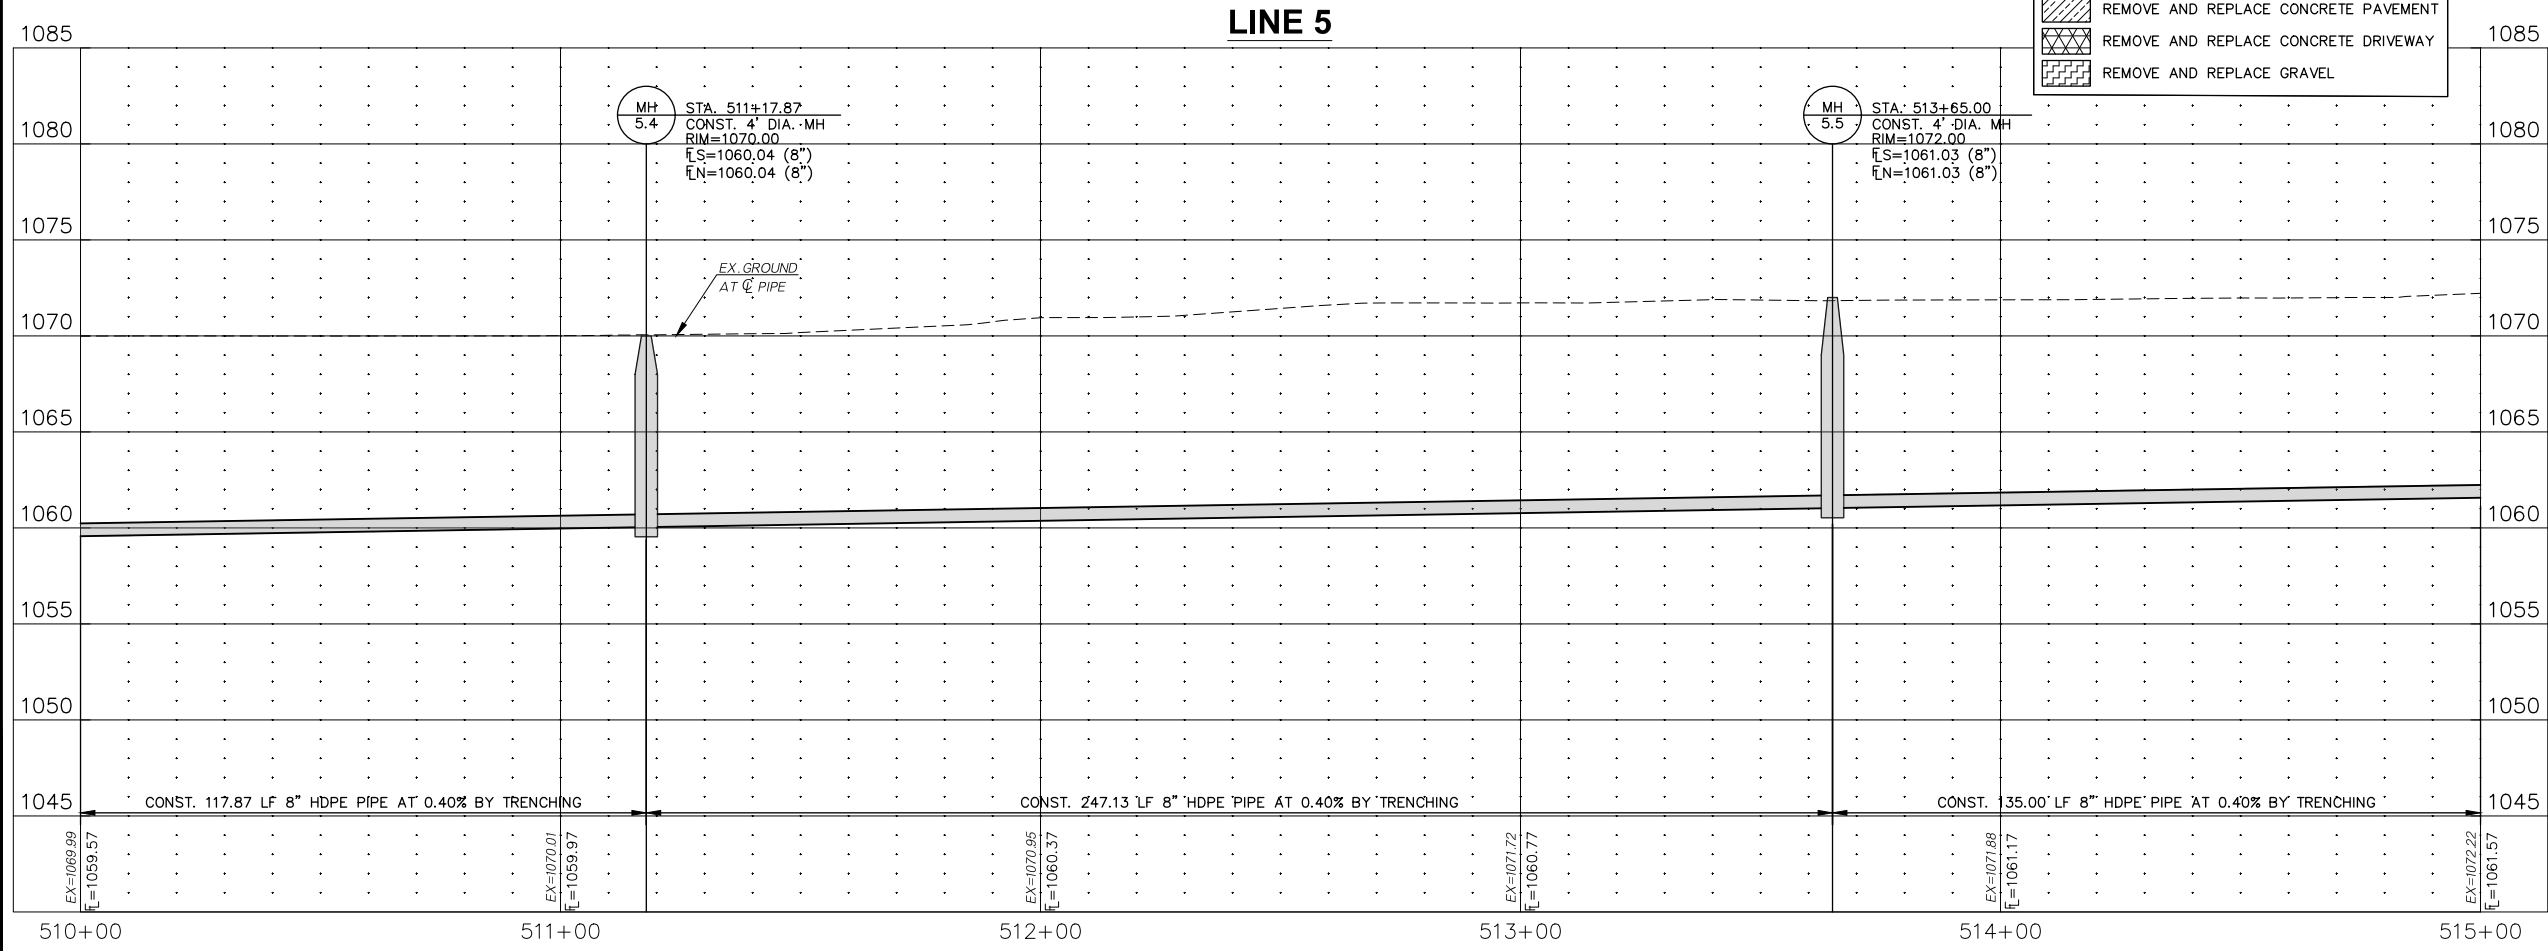 LINE 5
REMOVE AND REPLACE CONCRETE PAVEMENT
REMOVE AND REPLACE CONCRETE DRIVEWAY
REMOVE AND REPLACE GRAVEL
1085
1085
MH
5.4
STA. 511+17.87
CONST. 4' DIA. MH
RIM=1070.00
FLS=1060.04 (8")
FLN=1060.04 (8")
MH
5.5
STA. 513+65.00
CONST. 4' DIA. MH
RIM=1072.00
FLS=1061.03 (8")
FLN=1061.03 (8")
1080
1080
1075
1075
EX. GROUND
AT ℄ PIPE
1070
1070
1065
1065
1060
1060
1055
1055
1050
1050
1045
1045
CONST. 117.87 LF 8" HDPE PIPE AT 0.40% BY TRENCHING
CONST. 247.13 LF 8" HDPE PIPE AT 0.40% BY TRENCHING
CONST. 135.00 LF 8" HDPE PIPE AT 0.40% BY TRENCHING
EX=1069.99
FL=1059.57
EX=1070.01
FL=1059.97
EX=1070.95
FL=1060.37
EX=1071.72
FL=1060.77
EX=1071.88
FL=1061.17
EX=1072.22
FL=1061.57
510+00
511+00
512+00
513+00
514+00
515+00